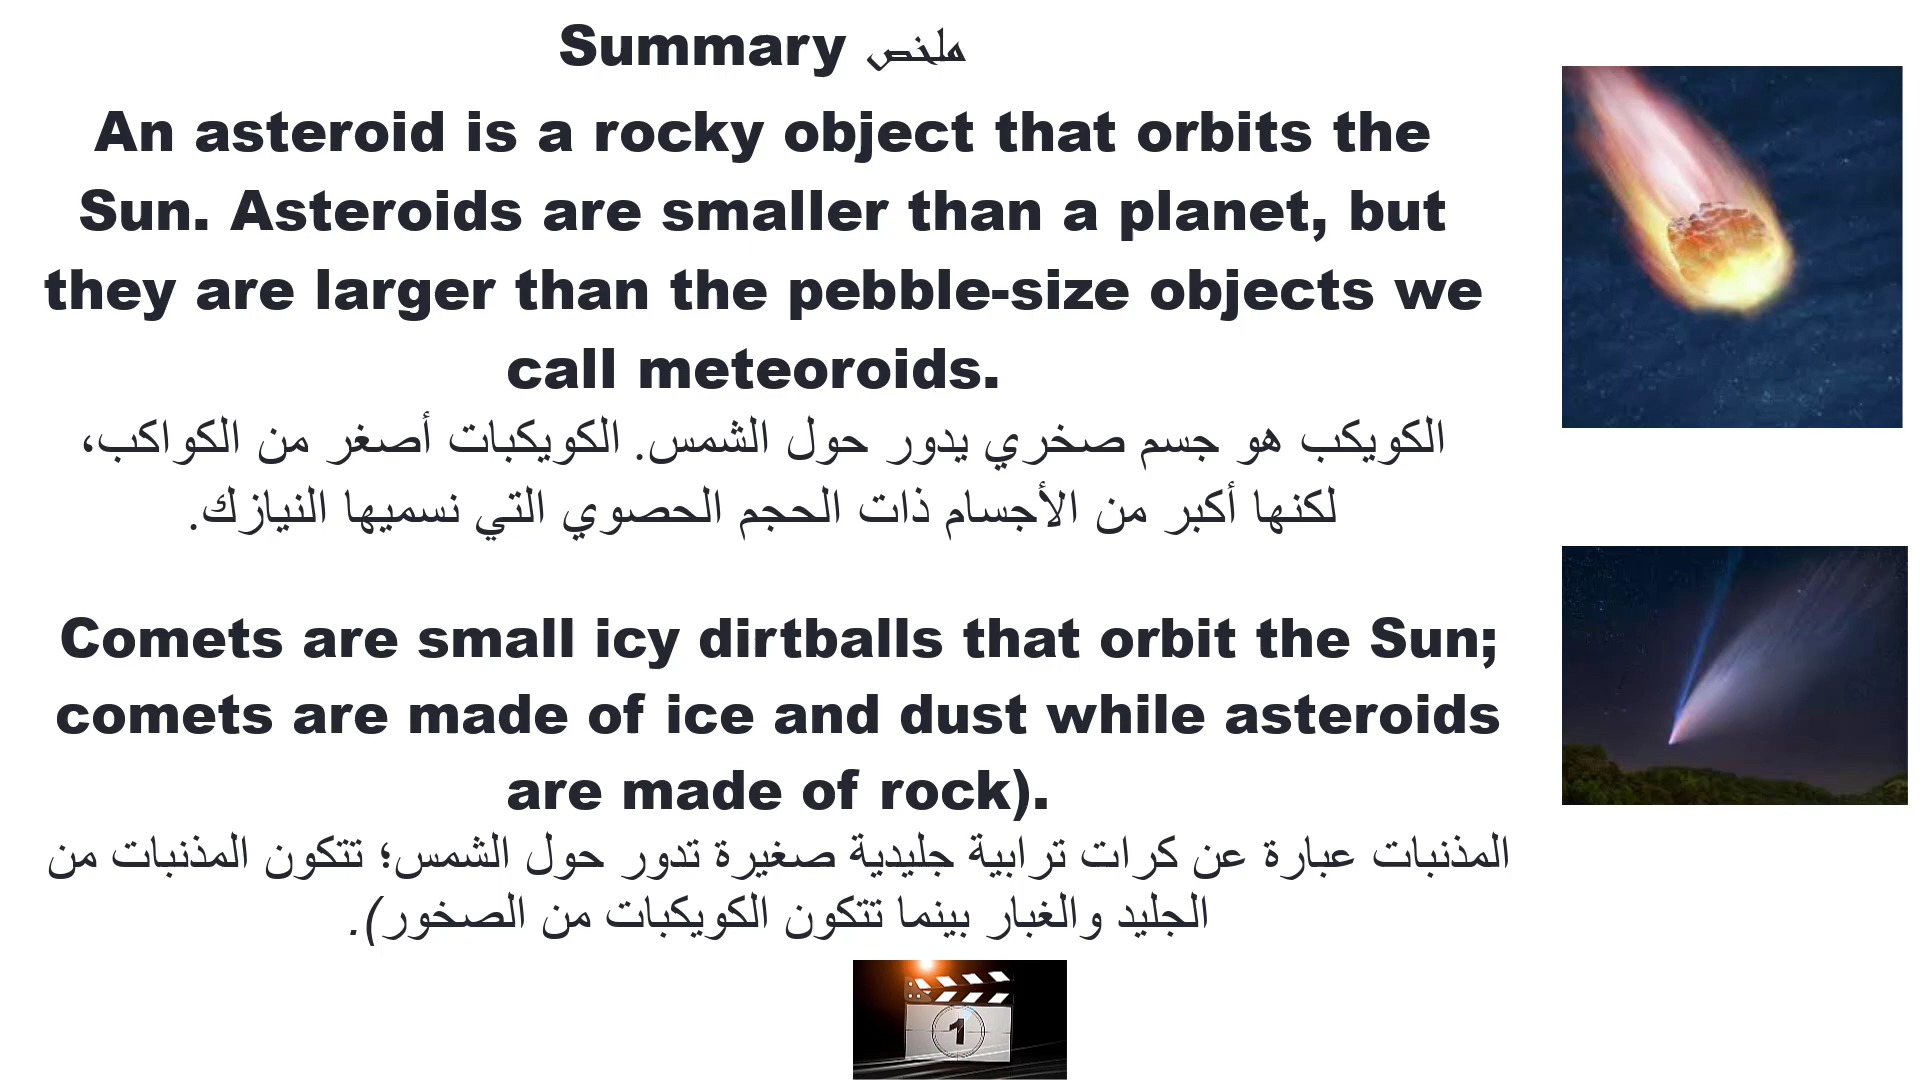 Summary ملخص
An asteroid is a rocky object that orbits the
Sun. Asteroids are smaller than a planet, but
they are larger than the pebble-size objects we
call meteoroids.
الكويكب هو جسم صخري يدور حول الشمس. الكويكبات أصغر من الكواكب،
لكنها أكبر من الأجسام ذات الحجم الحصوي التي نسميها النيازك.
Comets are small icy dirtballs that orbit the Sun;
comets are made of ice and dust while asteroids
are made of rock).
المذنبات عبارة عن كرات ترابية جليدية صغيرة تدور حول الشمس؛ تتكون المذنبات من
الجليد والغبار بينما تتكون الكويكبات من الصخور).
1